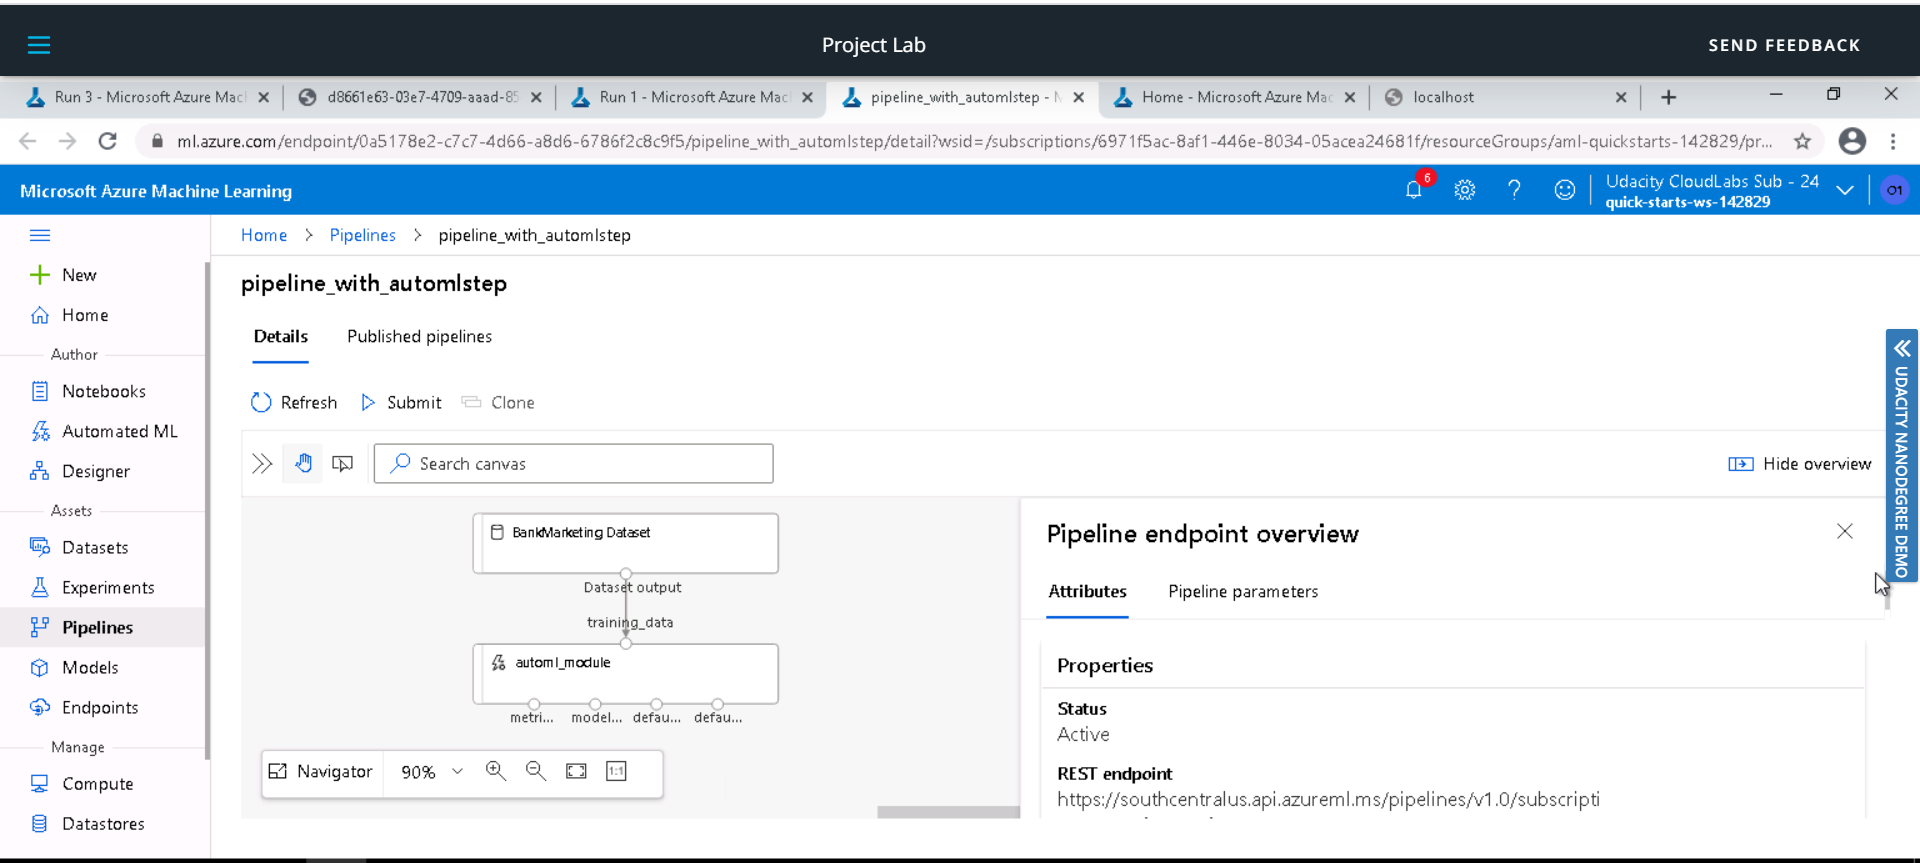 Project Lab
SEND FEEDBACK
Run 3 - Microsoft Azure Mac
d8661e63-03e7-4709-aaad-85
Run 1 - Microsoft Azure Mac
pipeline_with_automlstep - M
Home - Microsoft Azure Mac
localhost
ml.azure.com/endpoint/0a5178e2-c7c7-4d66-a8d6-6786f2c8c9f5/pipeline_with_automlstep/detail?wsid=/subscriptions/6971f5ac-8af1-446e-8034-05acea24681f/resourceGroups/aml-quickstarts-142829/pr...
Microsoft Azure Machine Learning
6
Udacity CloudLabs Sub - 24
quick-starts-ws-142829
O1
Home > Pipelines > pipeline_with_automlstep
New
Home
Author
Notebooks
Automated ML
Designer
Assets
Datasets
Experiments
Pipelines
Models
Endpoints
Manage
Compute
Datastores
pipeline_with_automlstep
Details
Published pipelines
Refresh
Submit
Clone
Search canvas
Hide overview
BankMarketing Dataset
Dataset output
training_data
automl_module
metri...
model...
defau...
defau...
Navigator
90%
1:1
Pipeline endpoint overview
Attributes
Pipeline parameters
Properties
Status
Active
REST endpoint
https://southcentralus.api.azureml.ms/pipelines/v1.0/subscripti
UDACITY NANODEGREE DEMO